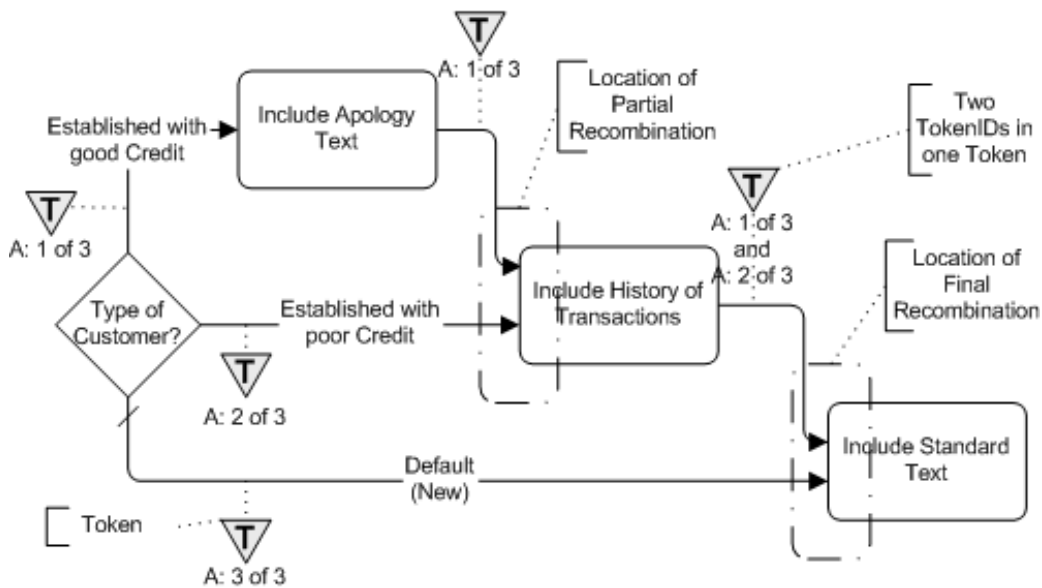 T
A: 1 of 3
Location of
Partial
Recombination
Two
TokenIDs in
one Token
Include Apology
Text
Established with
good Credit
T
A: 1 of 3
T
A: 1 of 3
and
A: 2 of 3
Location of
Final
Recombination
Type of
Customer?
Established with
poor Credit
Include History of
Transactions
T
A: 2 of 3
Include Standard
Text
Default
(New)
Token
T
A: 3 of 3